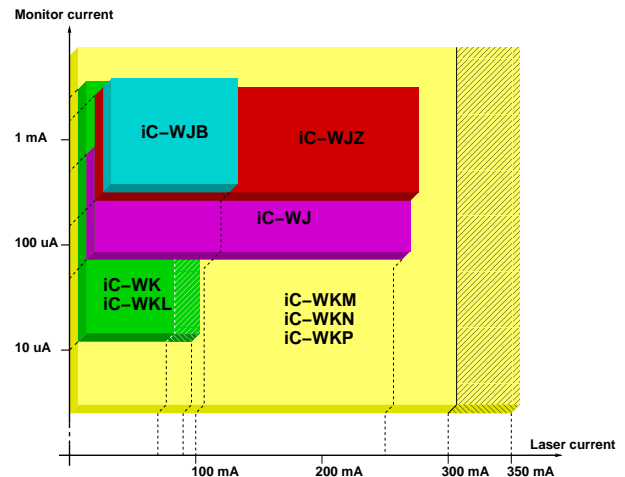 Monitor current
iC−WJB
iC−WJZ
1 mA
iC−WJ
100 uA
iC−WK
iC−WKL
iC−WKM
iC−WKN
iC−WKP
10 uA
Laser current
100 mA
200 mA
300 mA
350 mA